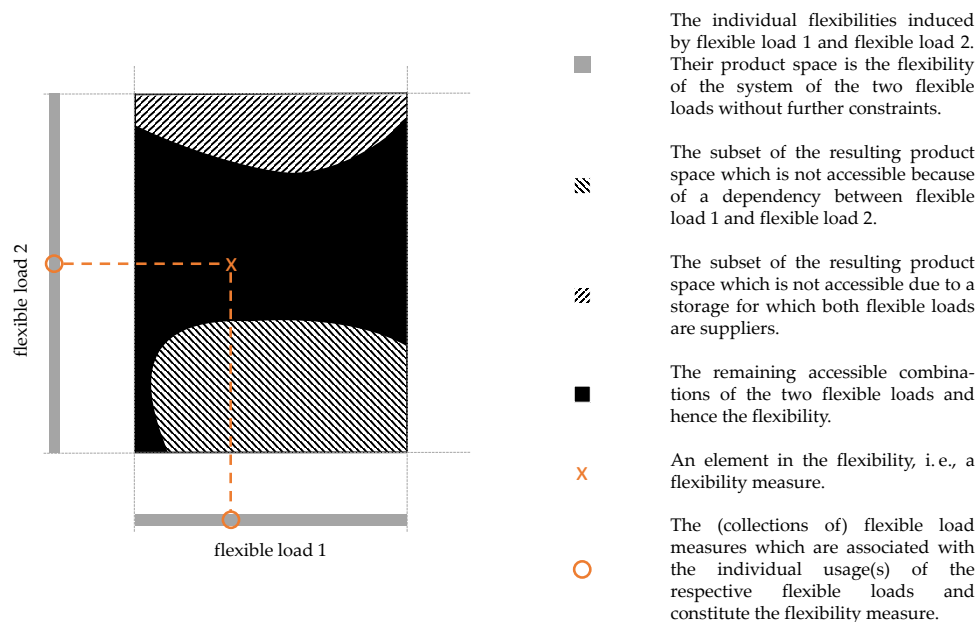 flexible load 2
x
flexible load 1
The individual flexibilities induced
by flexible load 1 and flexible load 2.
Their product space is the flexibility
of the system of the two flexible
loads without further constraints.
The subset of the resulting product
space which is not accessible because
of a dependency between flexible
load 1 and flexible load 2.
The subset of the resulting product
space which is not accessible due to a
storage for which both flexible loads
are suppliers.
The remaining accessible combina-
tions of the two flexible loads and
hence the flexibility.
x
An element in the flexibility, i. e., a
flexibility measure.
The (collections of) flexible load
measures which are associated with
the individual usage(s) of the
respective flexible loads and
constitute the flexibility measure.